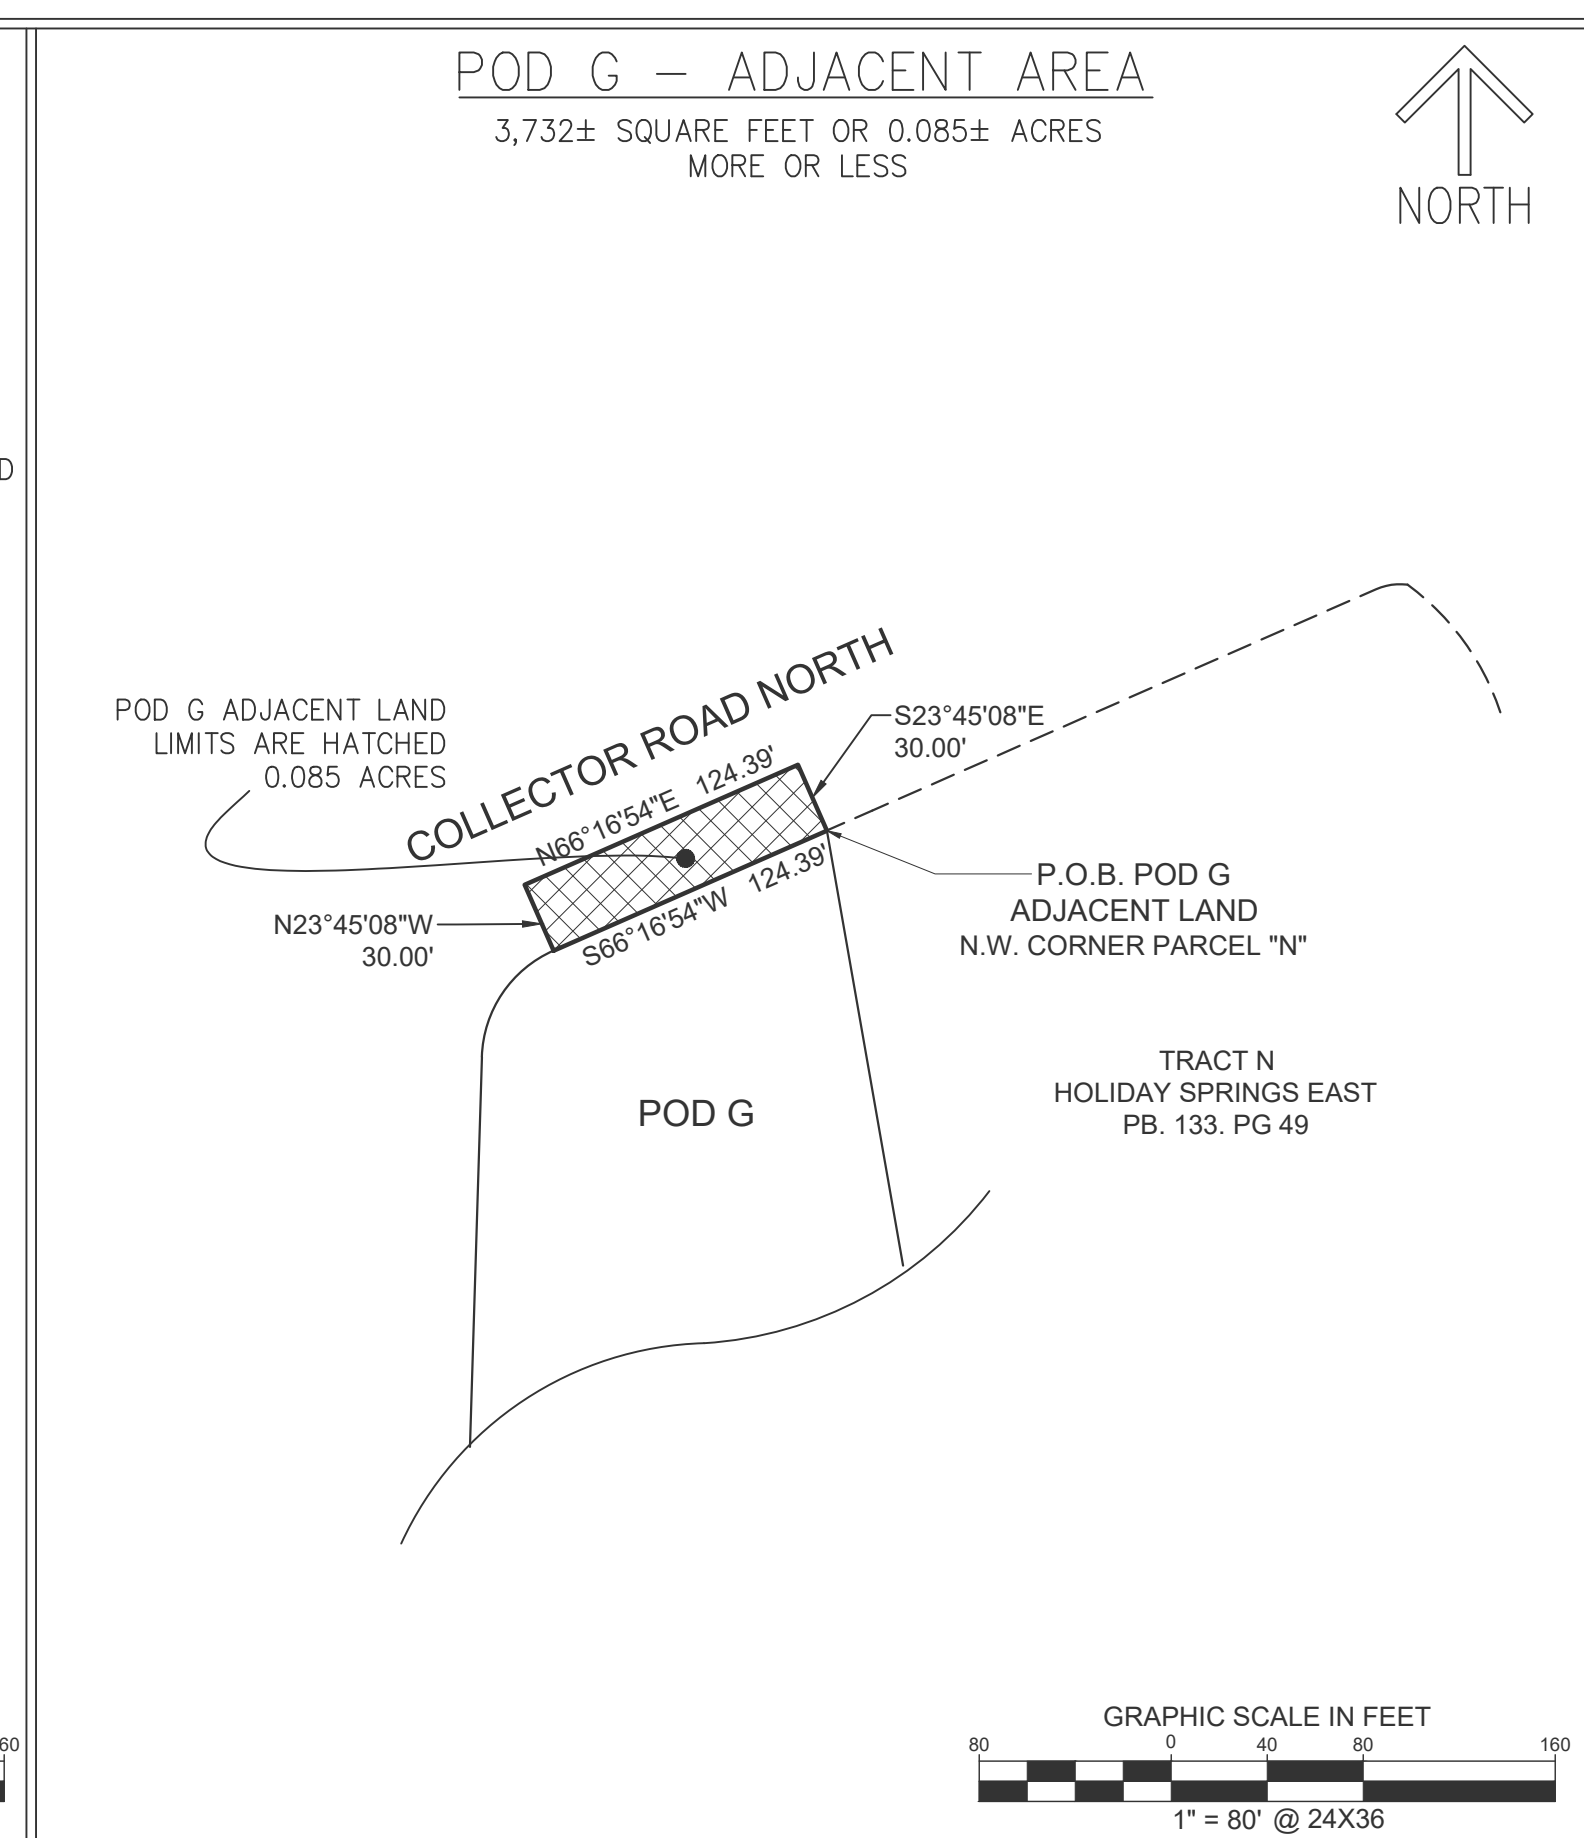 POD G - ADJACENT AREA
3,732± SQUARE FEET OR 0.085± ACRES
MORE OR LESS
NORTH
D
POD G ADJACENT LAND
LIMITS ARE HATCHED
0.085 ACRES
COLLECTOR ROAD NORTH
S23°45'08"E
30.00'
N66°16'54"E 124.39'
S66°16'54"W 124.39'
N23°45'08"W
30.00'
P.O.B. POD G
ADJACENT LAND
N.W. CORNER PARCEL "N"
TRACT N
HOLIDAY SPRINGS EAST
PB. 133. PG 49
POD G
GRAPHIC SCALE IN FEET
60
80 0 40 80 160
1" = 80' @ 24X36